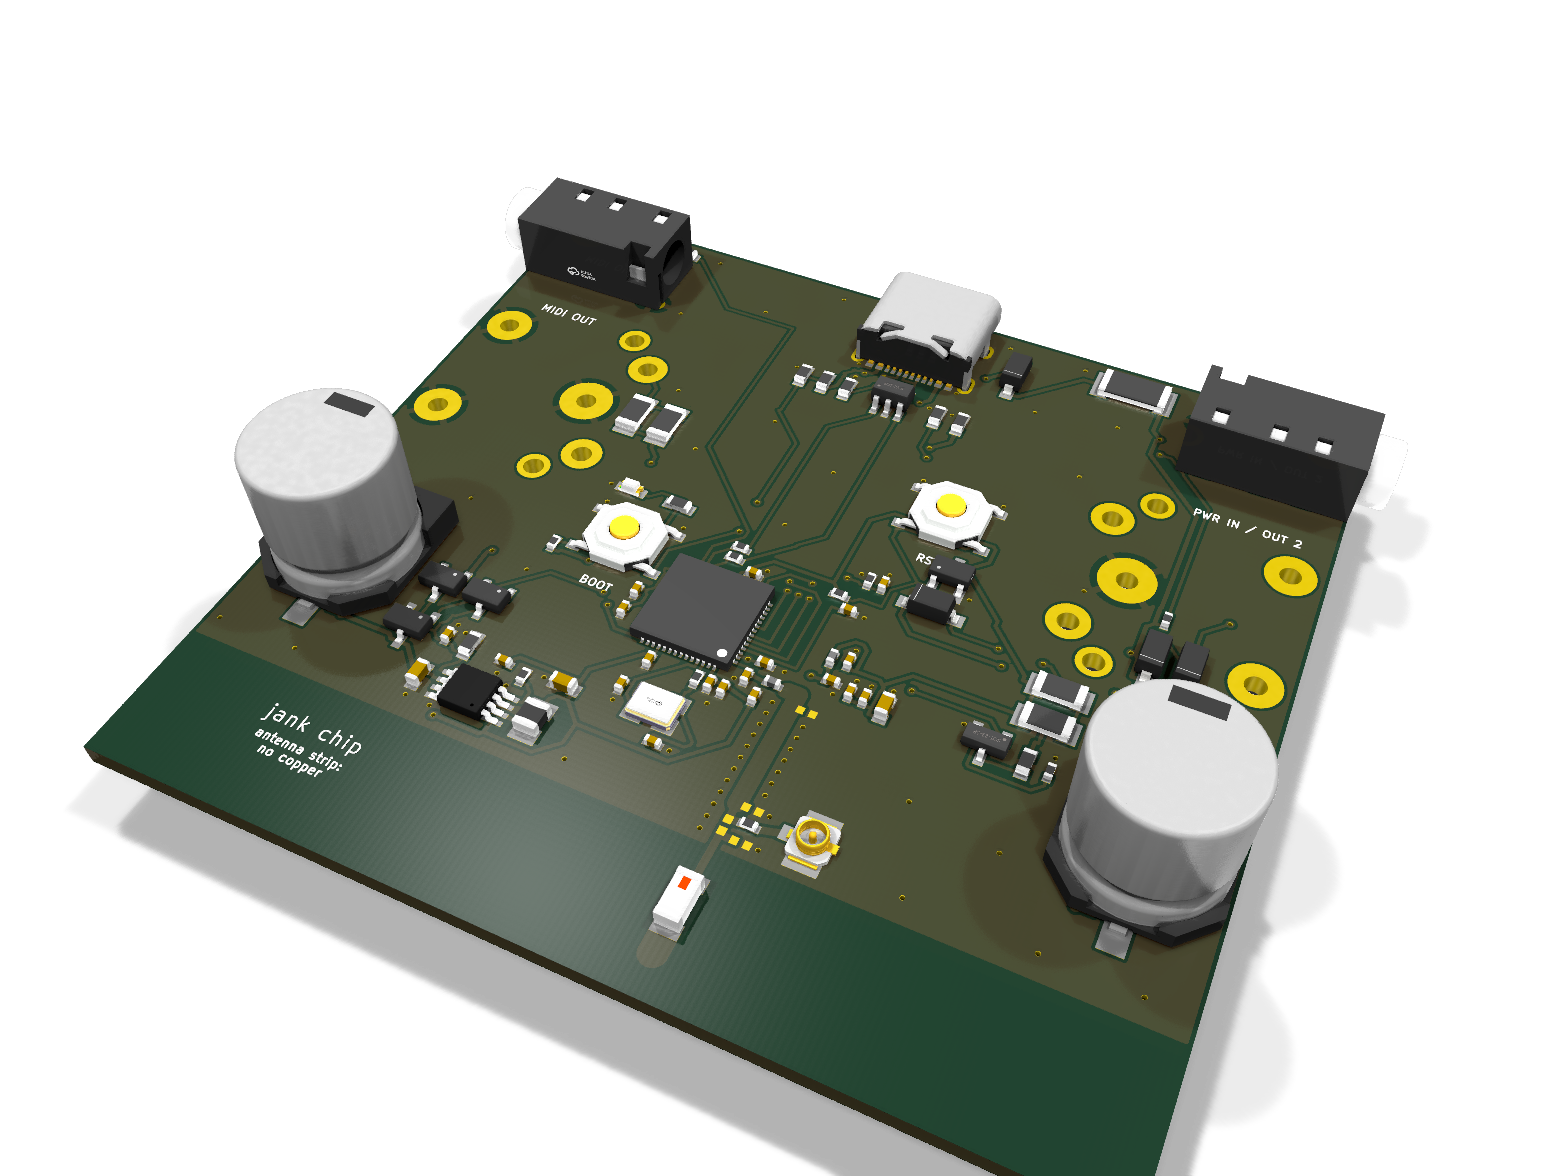 MIDI OUT
PWR IN / OUT 2
BOOT
RS
jank chip
antenna strip:
no copper